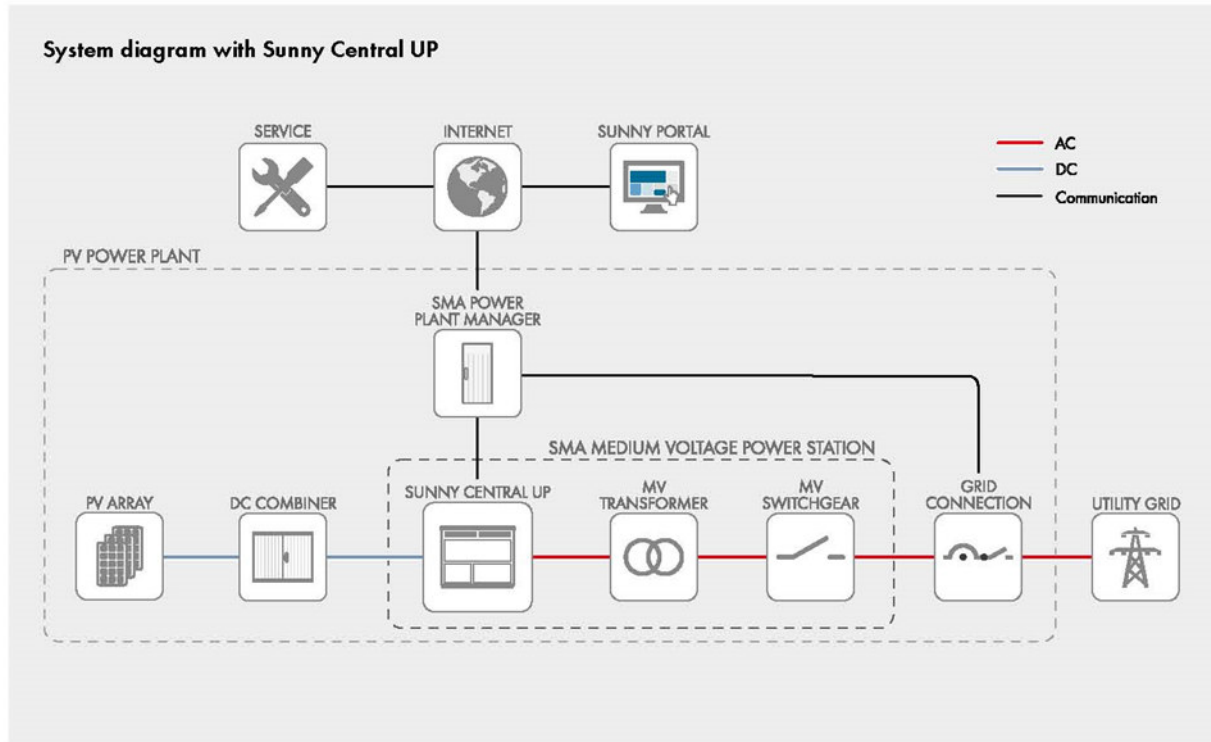 System diagram with Sunny Central UP
SERVICE
INTERNET
SUNNY PORTAL
AC
DC
Communication
PV POWER PLANT
SMA POWER
PLANT MANAGER
SMA MEDIUM VOLTAGE POWER STATION
PV ARRAY
DC COMBINER
SUNNY CENTRAL UP
MV
TRANSFORMER
MV
SWITCHGEAR
GRID
CONNECTION
UTILITY GRID